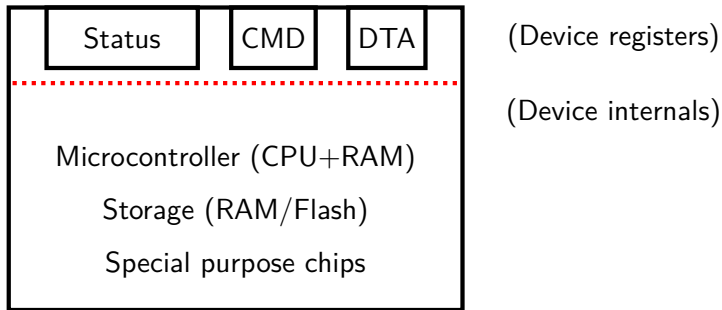 Status CMD DTA (Device registers)
(Device internals)
Microcontroller (CPU+RAM)
Storage (RAM/Flash)
Special purpose chips